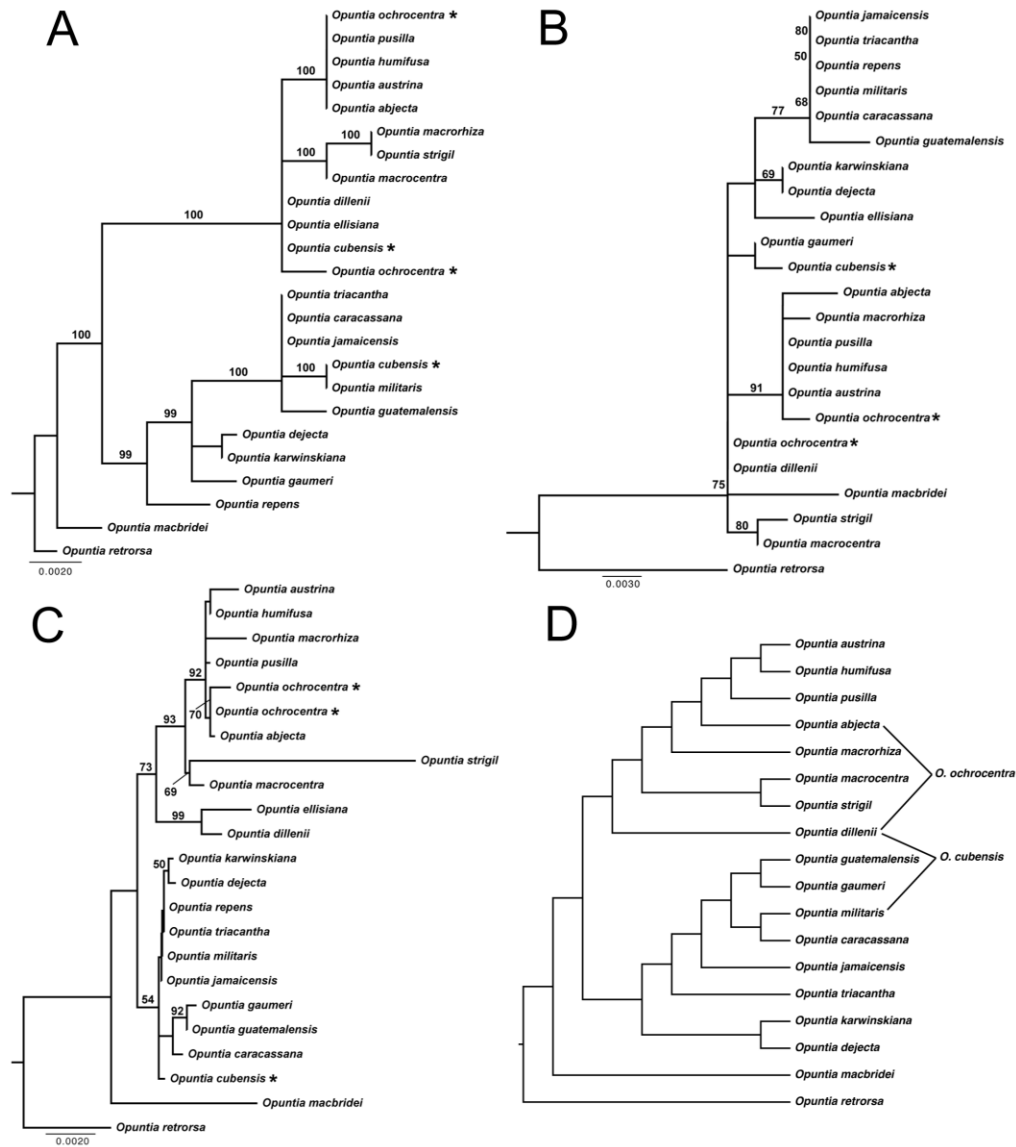 A
Opuntia ochrocentra *
Opuntia pusilla
Opuntia humifusa
100
Opuntia austrina
Opuntia abjecta
100
Opuntia macrorhiza
100
Opuntia strigil
Opuntia macrocentra
Opuntia dillenii
100
Opuntia ellisiana
Opuntia cubensis *
Opuntia ochrocentra *
Opuntia triacantha
Opuntia caracassana
100
Opuntia jamaicensis
100
100
Opuntia cubensis *
Opuntia militaris
99
Opuntia guatemalensis
Opuntia dejecta
99
Opuntia karwinskiana
Opuntia gaumeri
Opuntia repens
Opuntia macbridei
Opuntia retrorsa
0.0020
B
Opuntia jamaicensis
80
Opuntia triacantha
50
Opuntia repens
Opuntia militaris
68
77
Opuntia caracassana
Opuntia guatemalensis
Opuntia karwinskiana
69
Opuntia dejecta
Opuntia ellisiana
Opuntia gaumeri
Opuntia cubensis *
Opuntia abjecta
Opuntia macrorhiza
Opuntia pusilla
Opuntia humifusa
91
Opuntia austrina
Opuntia ochrocentra *
Opuntia ochrocentra *
Opuntia dillenii
75
Opuntia macbridei
Opuntia strigil
80
Opuntia macrocentra
Opuntia retrorsa
0.0030
C
Opuntia austrina
Opuntia humifusa
Opuntia macrorhiza
Opuntia pusilla
92
Opuntia ochrocentra *
70
Opuntia ochrocentra *
93
Opuntia abjecta
Opuntia strigil
73
69
Opuntia macrocentra
Opuntia ellisiana
99
Opuntia dillenii
Opuntia karwinskiana
50
Opuntia dejecta
Opuntia repens
Opuntia triacantha
Opuntia militaris
Opuntia jamaicensis
54
Opuntia gaumeri
92
Opuntia guatemalensis
Opuntia caracassana
Opuntia cubensis *
Opuntia macbridei
Opuntia retrorsa
0.0020
D
Opuntia austrina
Opuntia humifusa
Opuntia pusilla
Opuntia abjecta
Opuntia macrorhiza
Opuntia macrocentra
O. ochrocentra
Opuntia strigil
Opuntia dillenii
O. cubensis
Opuntia guatemalensis
Opuntia gaumeri
Opuntia militaris
Opuntia caracassana
Opuntia jamaicensis
Opuntia triacantha
Opuntia karwinskiana
Opuntia dejecta
Opuntia macbridei
Opuntia retrorsa